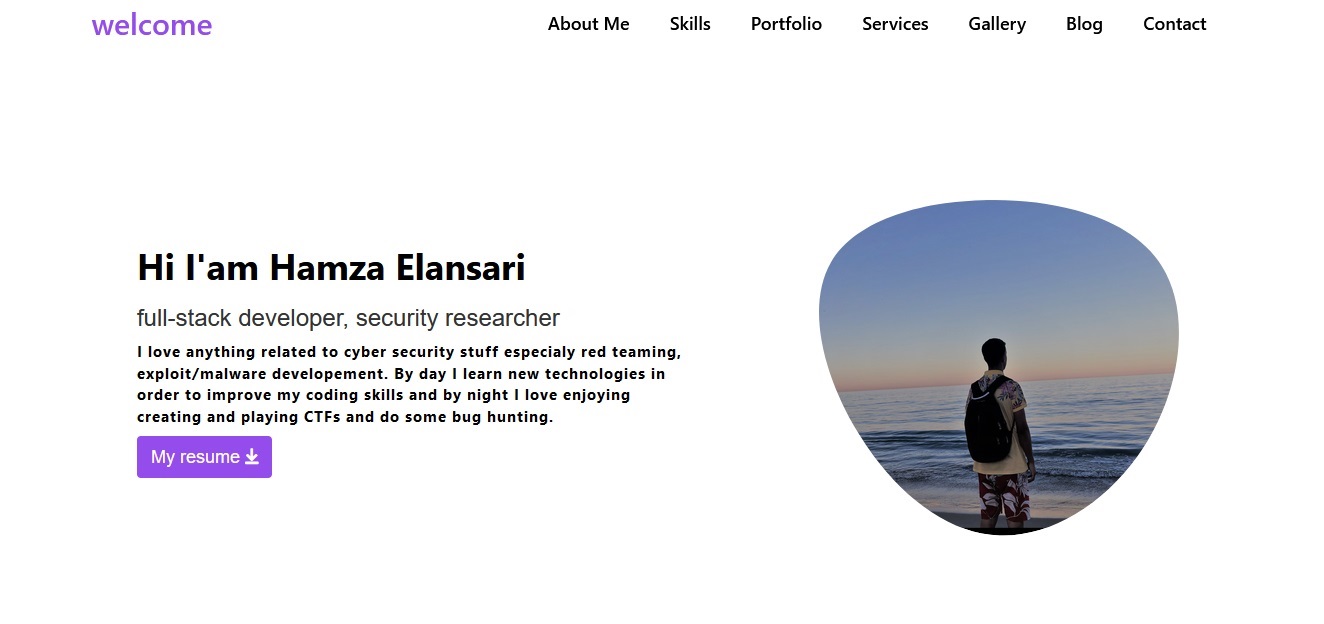 welcome
About Me Skills Portfolio Services Gallery Blog Contact
Hi I'am Hamza Elansari
full-stack developer, security researcher
I love anything related to cyber security stuff especialy red teaming,
exploit/malware developement. By day I learn new technologies in
order to improve my coding skills and by night I love enjoying
creating and playing CTFs and do some bug hunting.
My resume